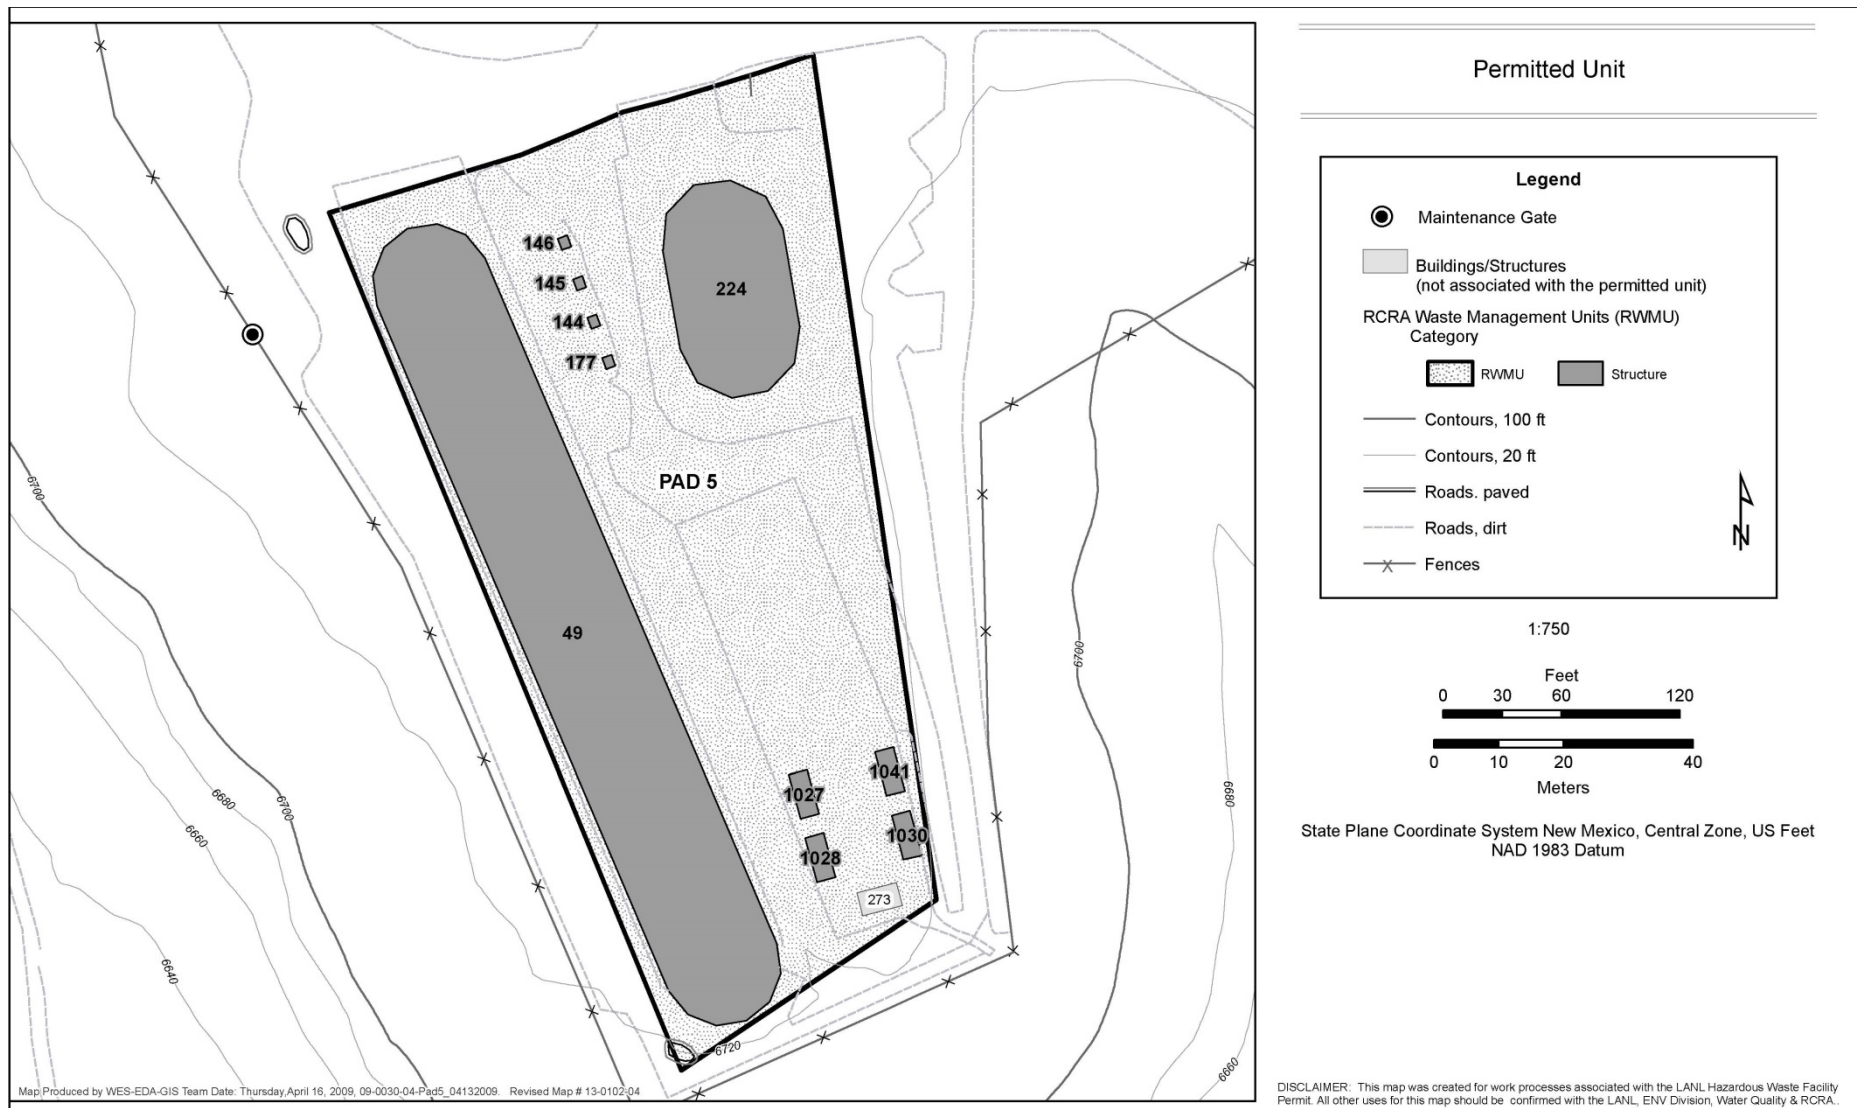 Permitted Unit
Legend
Maintenance Gate
Buildings/Structures
(not associated with the permitted unit)
RCRA Waste Management Units (RWMU)
Category
RWMU
Structure
Contours, 100 ft
Contours, 20 ft
Roads. paved
Roads, dirt
Fences
N
1:750
Feet
0 30 60 120
0 10 20 40
Meters
State Plane Coordinate System New Mexico, Central Zone, US Feet
NAD 1983 Datum
DISCLAIMER: This map was created for work processes associated with the LANL Hazardous Waste Facility
Permit. All other uses for this map should be confirmed with the LANL, ENV Division, Water Quality & RCRA..
146
145
144
177
224
PAD 5
49
1041
1027
1030
1028
273
6700
6700
6680
6660
6640
6720
6700
6680
6660
Map Produced by WES-EDA-GIS Team Date: Thursday,April 16, 2009, 09-0030-04-Pad5_04132009. Revised Map # 13-0102-04